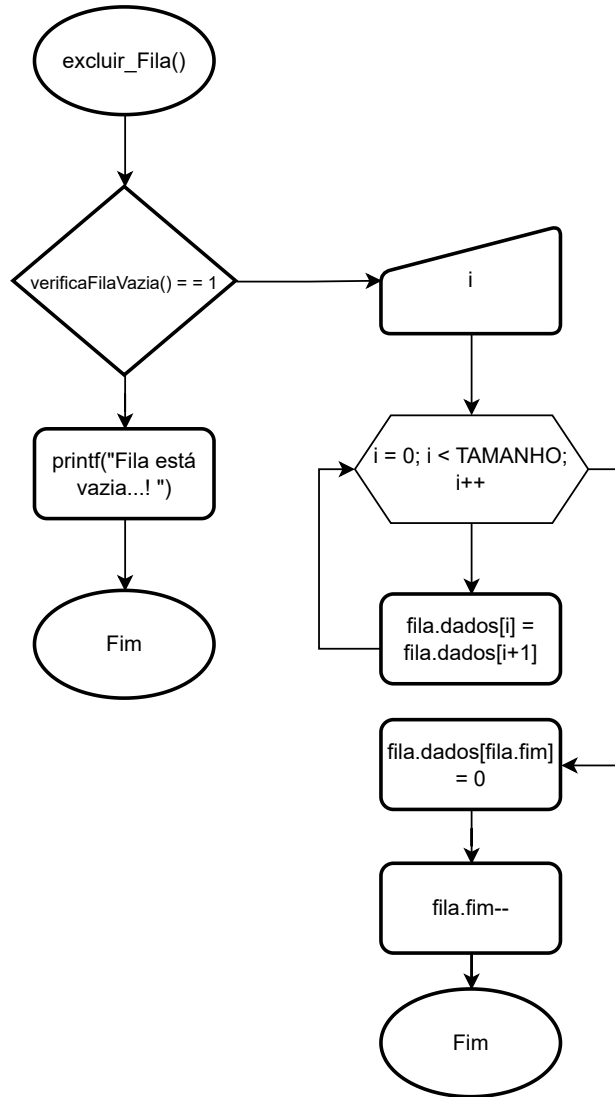 excluir_Fila()
verificaFilaVazia() = = 1
printf("Fila está
vazia...! ")
Fim
i
i = 0; i < TAMANHO;
i++
fila.dados[i] =
fila.dados[i+1]
fila.dados[fila.fim]
= 0
fila.fim--
Fim